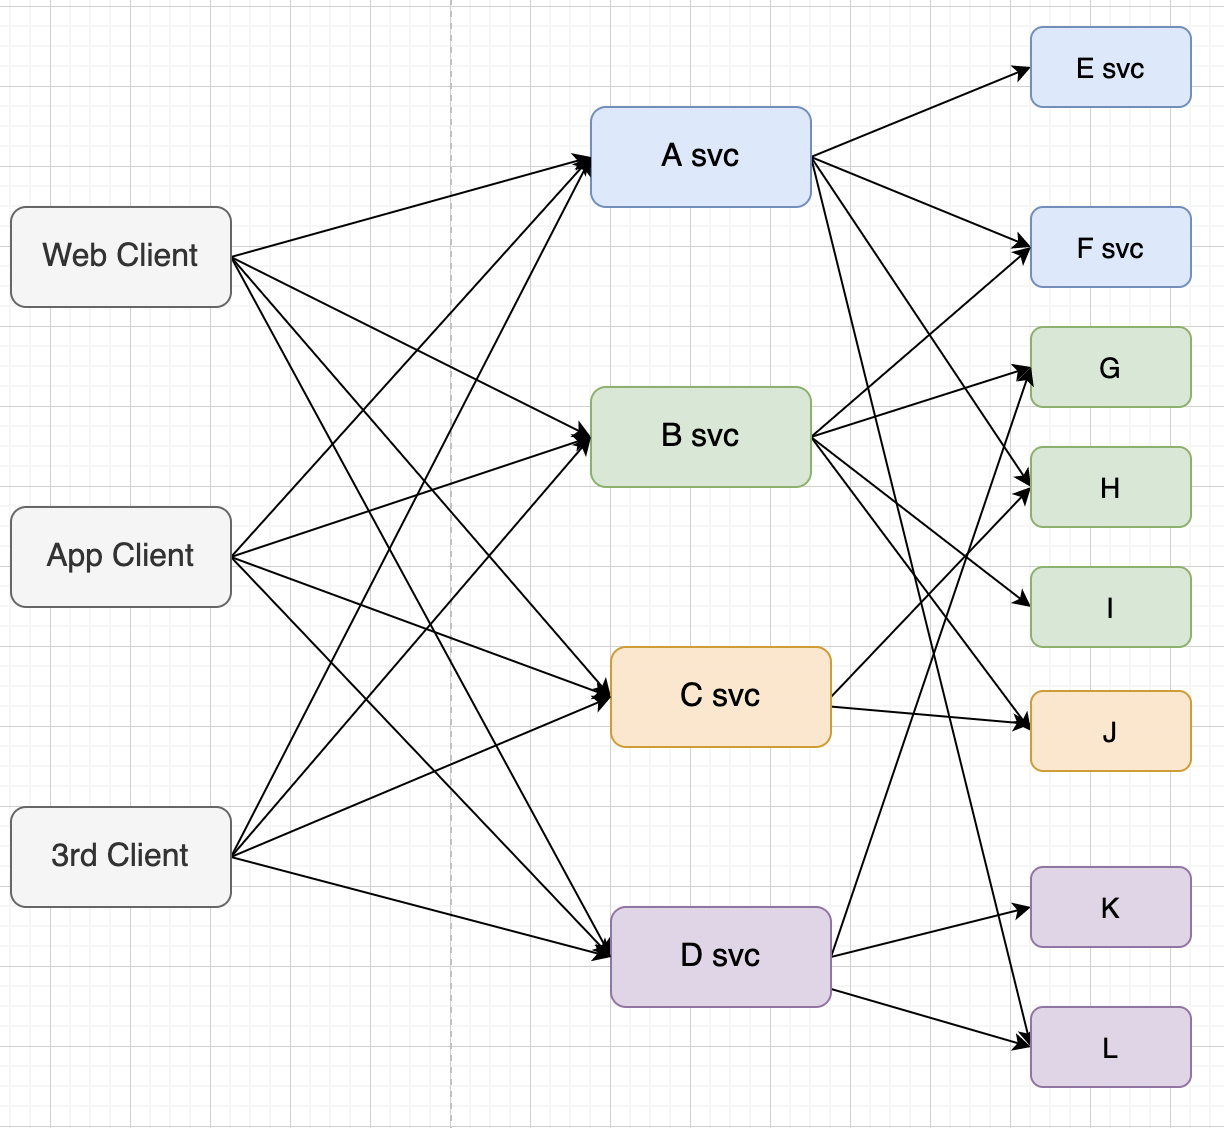 Web Client
App Client
3rd Client
A svc
B svc
C svc
D svc
E svc
F svc
G
H
I
J
K
L